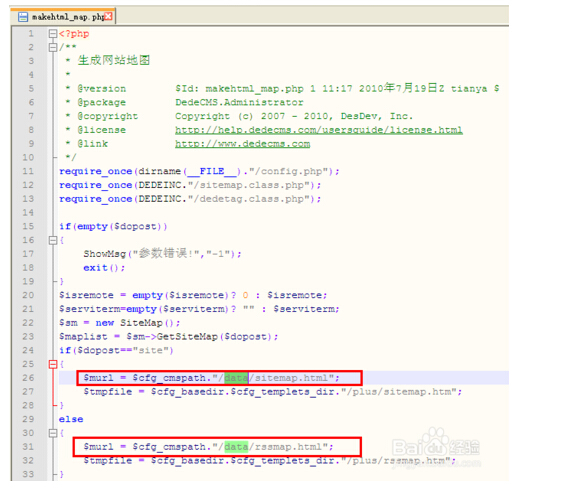 makehtml_map.php
1 <?php
2 /**
3 * 生成网站地图
4 *
5 * @version $Id: makehtml_map.php 1 11:17 2010年7月19日Z tianya $
6 * @package DedeCMS.Administrator
7 * @copyright Copyright (c) 2007 - 2010, DesDev, Inc.
8 * @license http://help.dedecms.com/usersguide/license.html
9 * @link http://www.dedecms.com
10 */
11 require_once(dirname(__FILE__)."/config.php");
12 require_once(DEDEINC."/sitemap.class.php");
13 require_once(DEDEINC."/dedetag.class.php");
14
15 if(empty($dopost))
16 {
17 ShowMsg("参数错误!","-1");
18 exit();
19 }
20 $isremote = empty($isremote)? 0 : $isremote;
21 $serviterm=empty($serviterm)? "" : $serviterm;
22 $sm = new SiteMap();
23 $maplist = $sm->GetSiteMap($dopost);
24 if($dopost=="site")
25 {
26 $murl = $cfg_cmspath."/data/sitemap.html";
27 $tmpfile = $cfg_basedir.$cfg_templets_dir."/plus/sitemap.htm";
28 }
29 else
30 {
31 $murl = $cfg_cmspath."/data/rssmap.html";
32 $tmpfile = $cfg_basedir.$cfg_templets_dir."/plus/rssmap.htm";
33 }
Baidu 经验